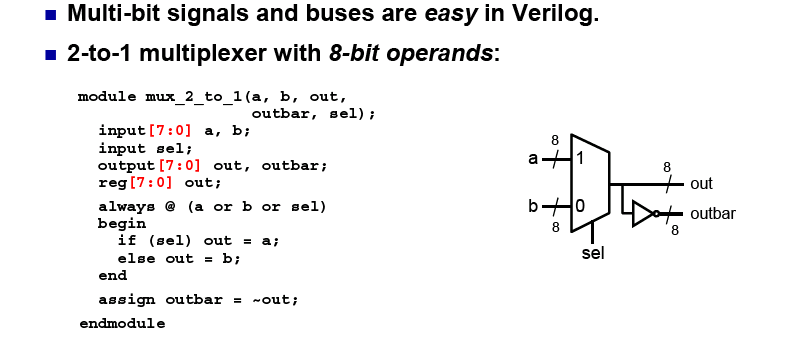 Multi-bit signals and buses are easy in Verilog.
2-to-1 multiplexer with 8-bit operands:
module mux_2_to_1(a, b, out,
outbar, sel);
input[7:0] a, b;
input sel;
output[7:0] out, outbar;
reg[7:0] out;
always @ (a or b or sel)
begin
if (sel) out = a;
else out = b;
end
assign outbar = ~out;
endmodule
8
a
1
8
out
b
0
outbar
8
8
sel